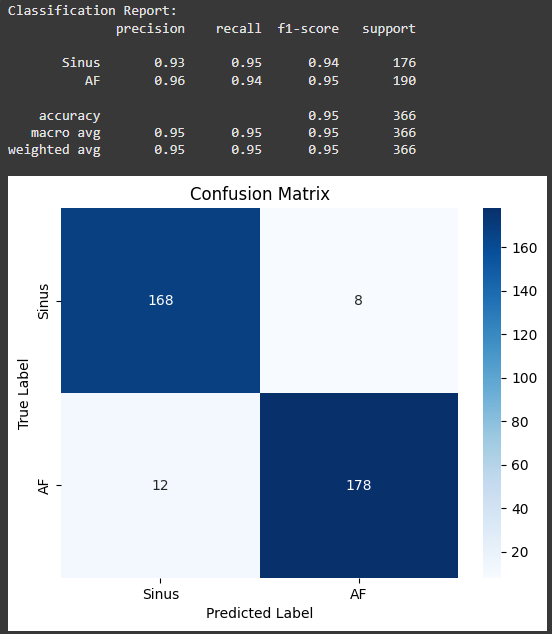 Classification Report:
precision recall f1-score support
Sinus 0.93 0.95 0.94 176
AF 0.96 0.94 0.95 190
accuracy 0.95 366
macro avg 0.95 0.95 0.95 366
weighted avg 0.95 0.95 0.95 366
Confusion Matrix
True Label
Sinus
AF
168 8
12 178
Sinus AF
Predicted Label
160
140
120
100
80
60
40
20